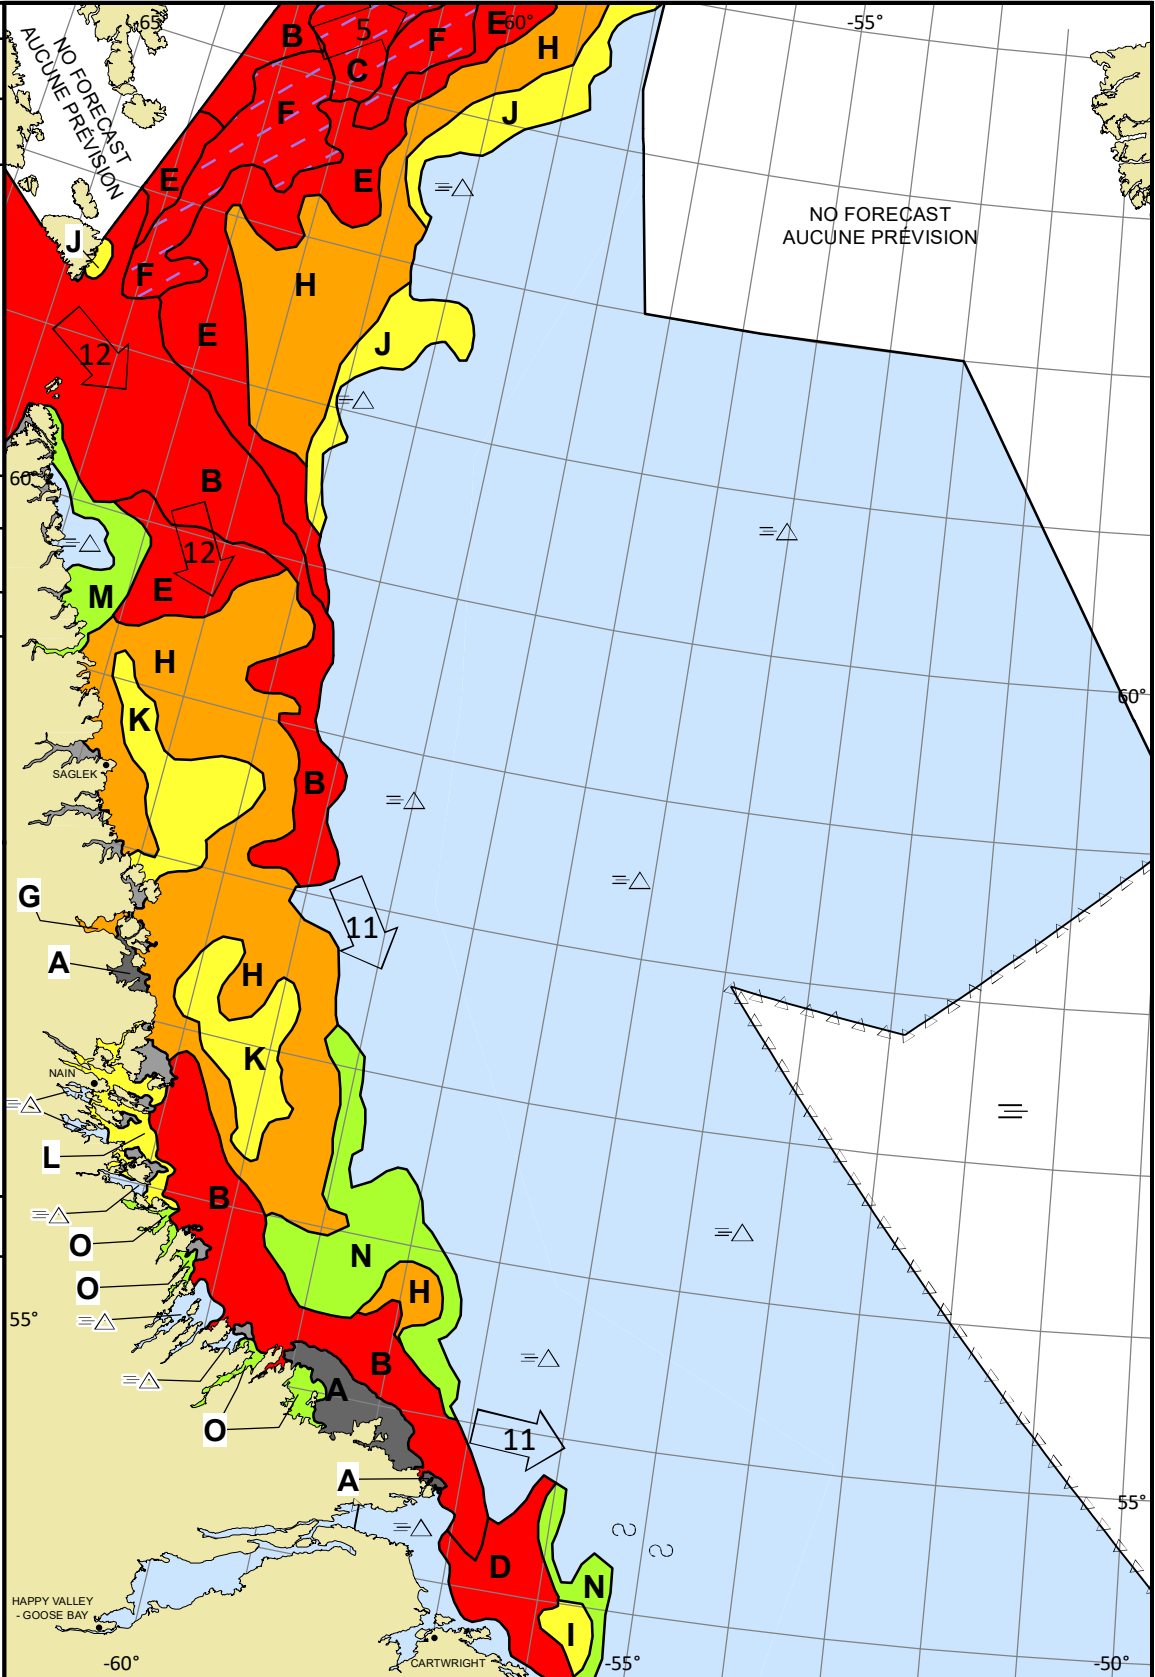 -65
B
5
F
E
60°
-55°
C
H
NO FORECAST
AUCUNE PRÉVISION
F
J
E
E
NO FORECAST
AUCUNE PRÉVISION
J
F
H
E
J
12
60°
B
12
M
E
H
60°
K
SAGLEK
B
G
11
A
H
K
NAIN
L
B
O
N
O
H
55°
B
A
O
11
A
55°
D
N
HAPPY VALLEY
- GOOSE BAY
I
-60°
CARTWRIGHT
-55°
-50°